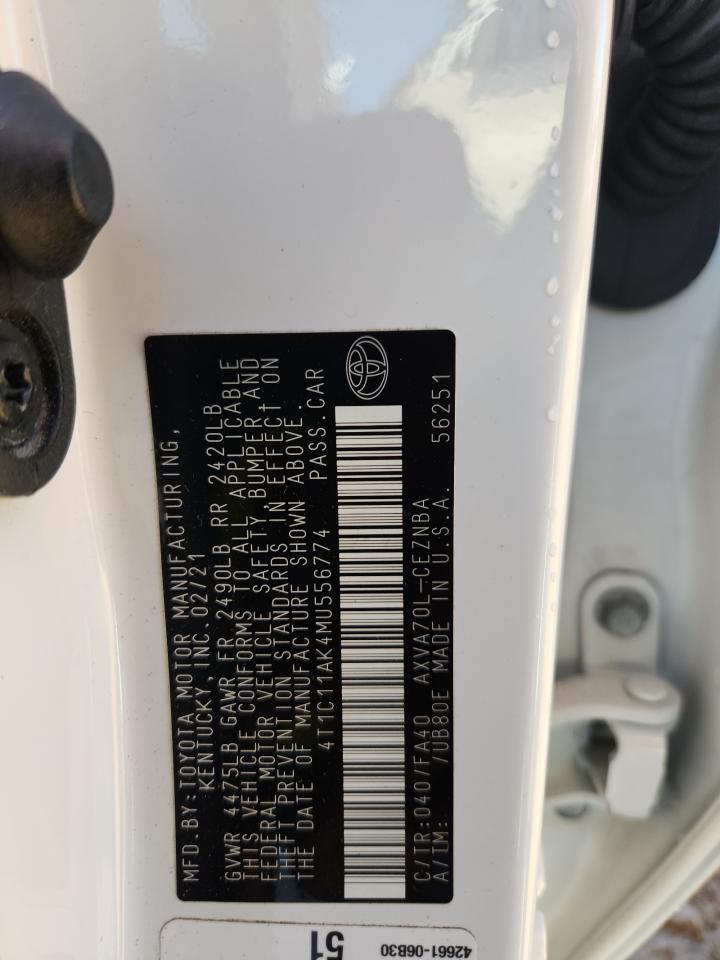 MFD.BY:TOYOTA MOTOR MANUFACTURING,
KENTUCKY, INC. 02/21
GVWR 4475LB GAWR FR 2490LB RR 2420LB
THIS VEHICLE CONFORMS TO ALL APPLICABLE
FEDERAL MOTOR VEHICLE SAFETY, BUMPER, AND
THEFT PREVENTION STANDARDS IN EFFECT ON
THE DATE OF MANUFACTURE SHOWN ABOVE.
4T1C11AK4MU556774 PASS.CAR
C/TR:040/FA40 AXVA70L-CEZNBA
A/TM: /UB80E MADE IN U.S.A. 56251
51
42661-06B30